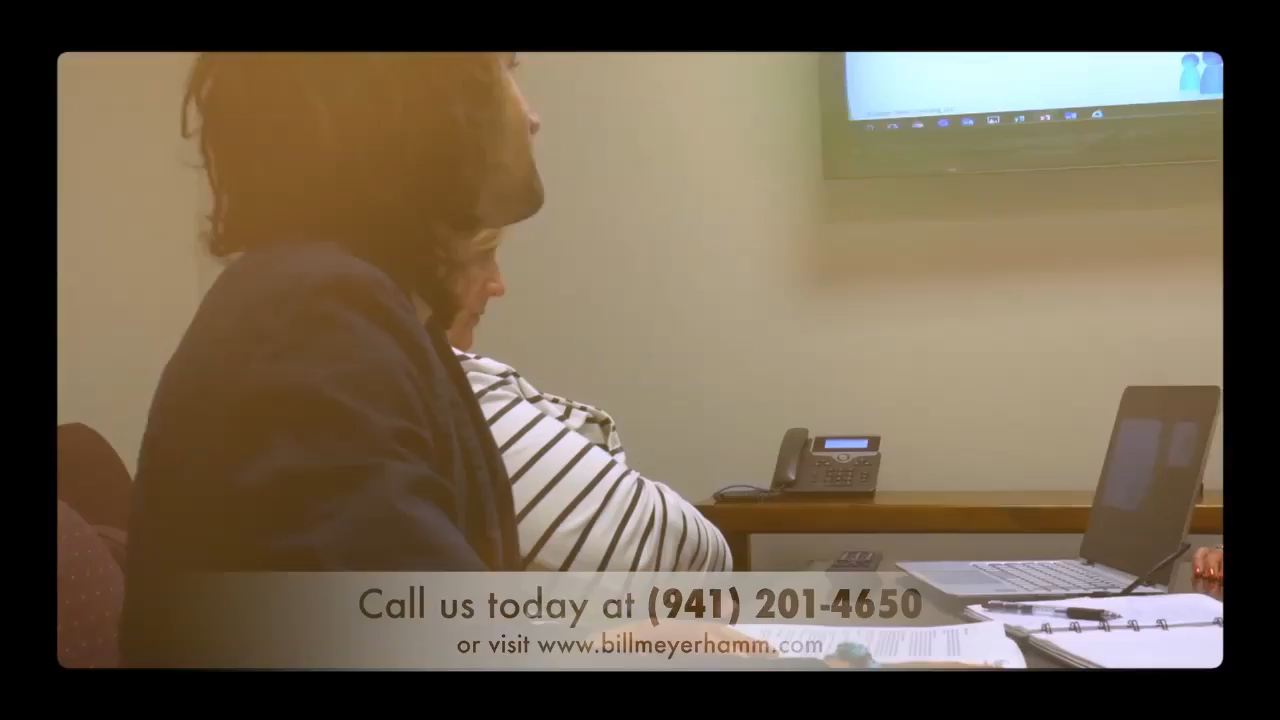 Call us today at (941) 201-4650
or visit www.billmeyerhamm.com